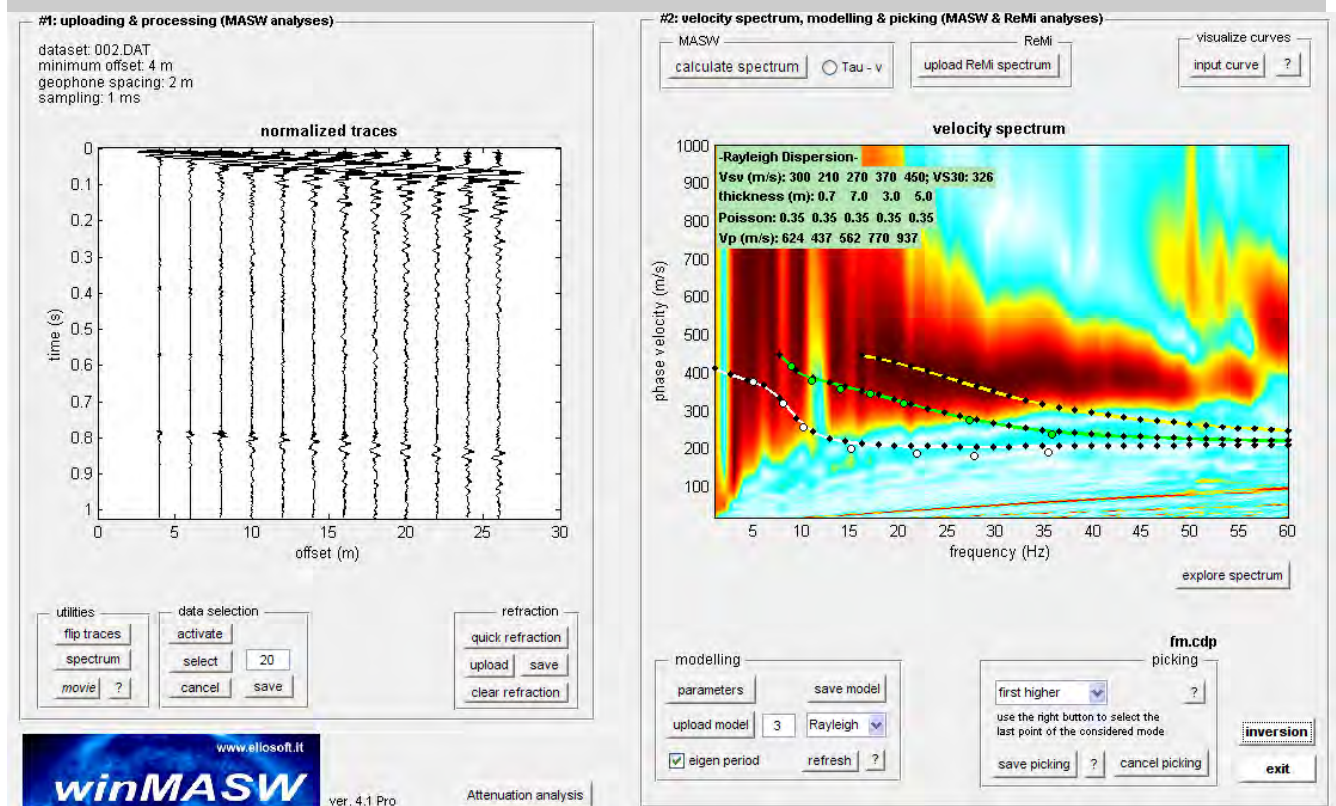 #1: uploading & processing (MASW analyses)
dataset: 002.DAT
minimum offset: 4 m
geophone spacing: 2 m
sampling: 1 ms
normalized traces
0
0.1
0.2
0.3
0.4
0.5
0.6
0.7
0.8
0.9
1
time (s)
0 5 10 15 20 25 30
offset (m)
utilities
flip traces
spectrum
movie ?
data selection
activate
select 20
cancel save
refraction
quick refraction
upload save
clear refraction
www.eliosoft.it
winMASW
ver. 4.1 Pro
Attenuation analysis
#2: velocity spectrum, modelling & picking (MASW & ReMi analyses)
MASW
calculate spectrum Tau - v
ReMi
upload ReMi spectrum
visualize curves
input curve ?
velocity spectrum
-Rayleigh Dispersion-
Vsv (m/s): 300 210 270 370 450; VS30: 326
thickness (m): 0.7 7.0 3.0 5.0
Poisson: 0.35 0.35 0.35 0.35 0.35
Vp (m/s): 624 437 562 770 937
1000
900
800
700
600
500
400
300
200
100
phase velocity (m/s)
5 10 15 20 25 30 35 40 45 50 55 60
frequency (Hz)
explore spectrum
modelling
parameters save model
upload model 3 Rayleigh
eigen period refresh ?
fm.cdp
picking
first higher ?
use the right button to select the
last point of the considered mode
save picking ? cancel picking
inversion
exit